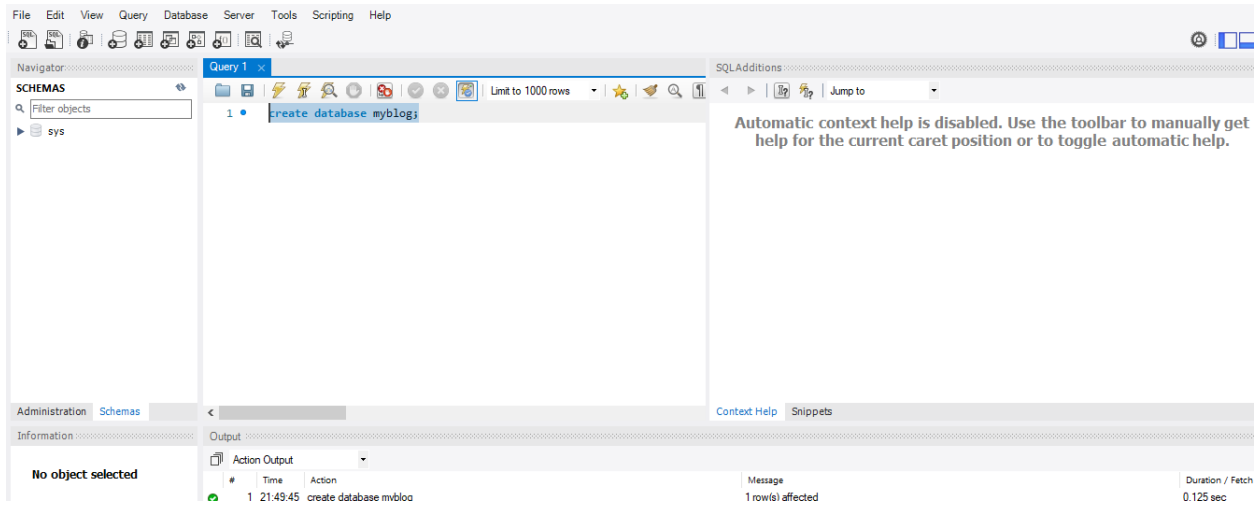 File Edit View Query Database Server Tools Scripting Help
Navigator
SCHEMAS
Filter objects
sys
Administration Schemas
Information
No object selected
Query 1
Limit to 1000 rows
1 create database myblog;
SQLAdditions
Jump to
Automatic context help is disabled. Use the toolbar to manually get
help for the current caret position or to toggle automatic help.
Context Help Snippets
Output
Action Output
# Time Action Message Duration / Fetch
1 21:49:45 create database myblog 1 row(s) affected 0.125 sec